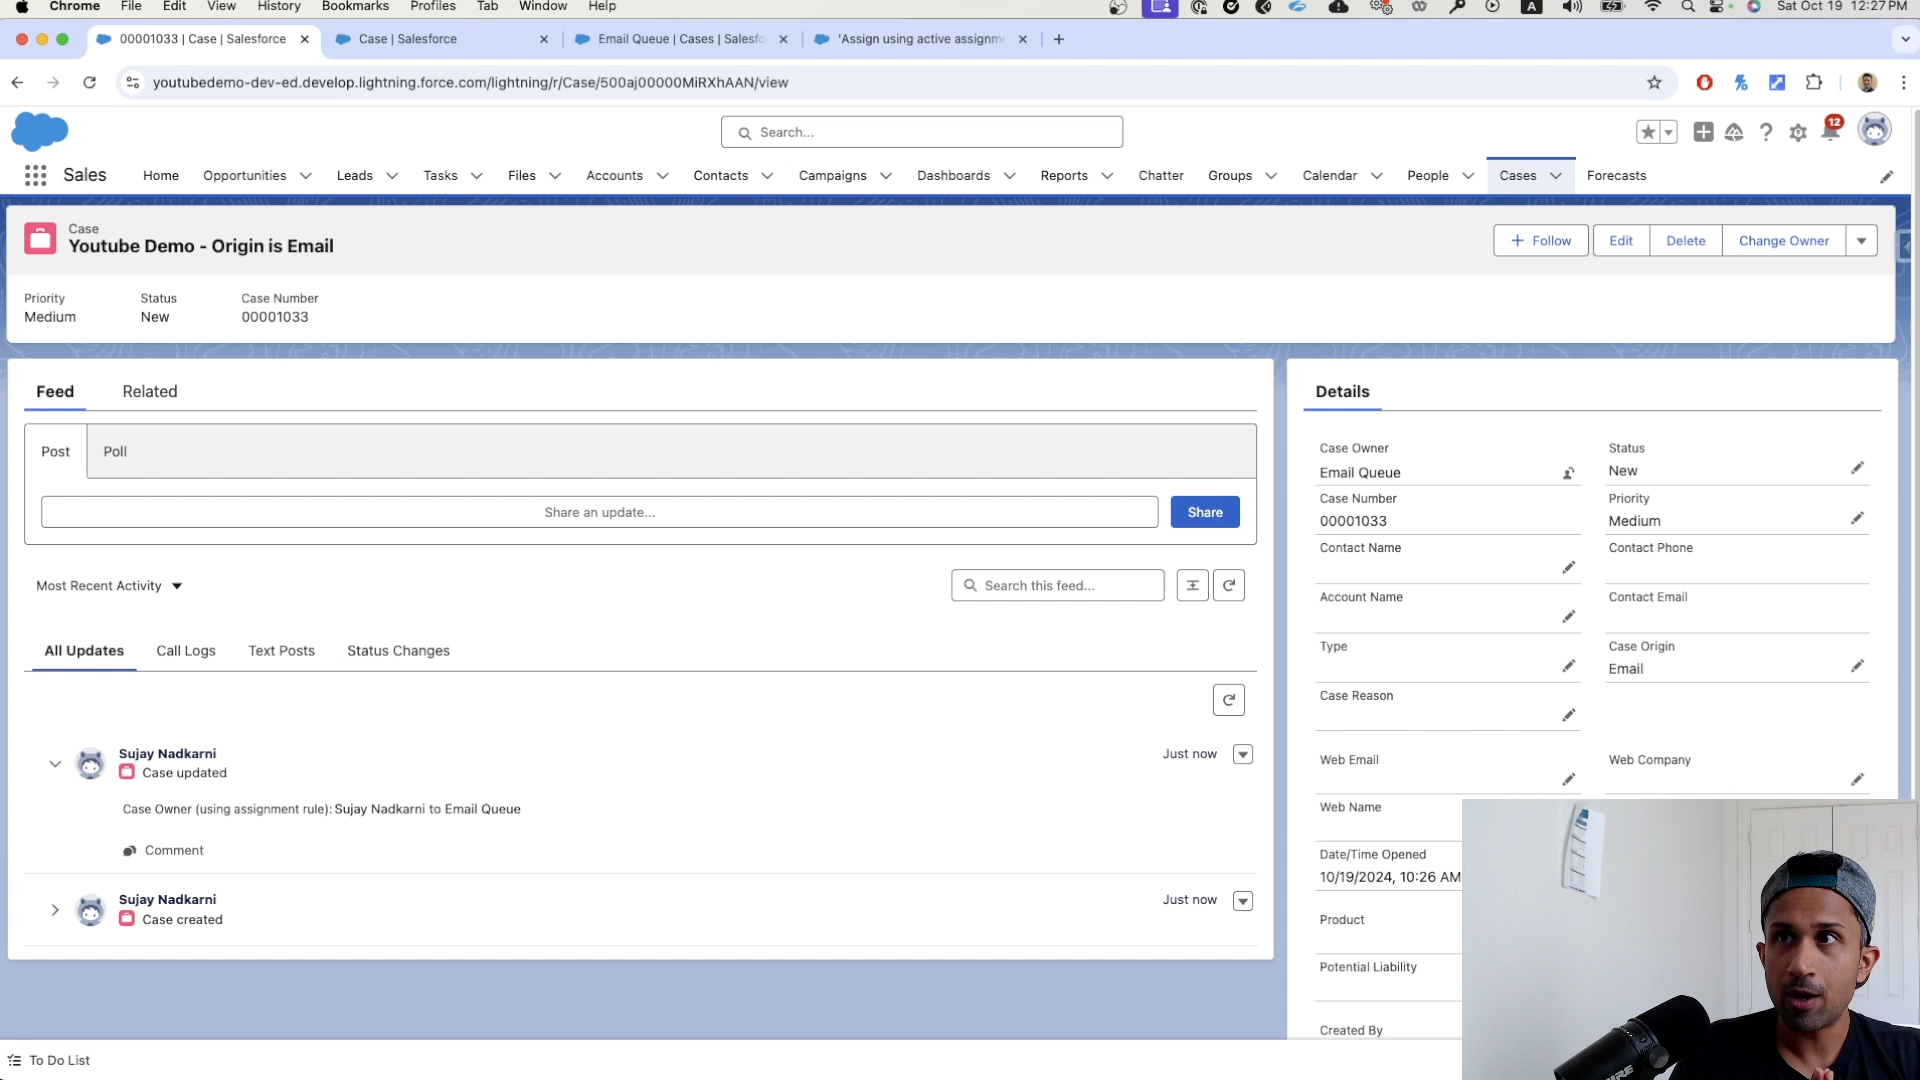 Chrome File Edit View History Bookmarks Profiles Tab Window Help A Sat Oct 19 12:27 PM
00001033 | Case | Salesforce Case | Salesforce Email Queue | Cases | Salesfo 'Assign using active assignm
youtubedemo-dev-ed.develop.lightning.force.com/lightning/r/Case/500aj00000MiRXhAAN/view
Search... 12
Sales Home Opportunities Leads Tasks Files Accounts Contacts Campaigns Dashboards Reports Chatter Groups Calendar People Cases Forecasts
Case
Youtube Demo - Origin is Email
Follow Edit Delete Change Owner
Priority Status Case Number
Medium New 00001033
Feed Related
Post Poll
Share an update... Share
Most Recent Activity Search this feed...
All Updates Call Logs Text Posts Status Changes
Sujay Nadkarni Just now
Case updated
Case Owner (using assignment rule): Sujay Nadkarni to Email Queue
Comment
Sujay Nadkarni Just now
Case created
Details
Case Owner Status
Email Queue New
Case Number Priority
00001033 Medium
Contact Name Contact Phone
Account Name Contact Email
Type Case Origin
Email
Case Reason
Web Email Web Company
Web Name
Date/Time Opened
10/19/2024, 10:26 AM
Product
Potential Liability
Created By
To Do List